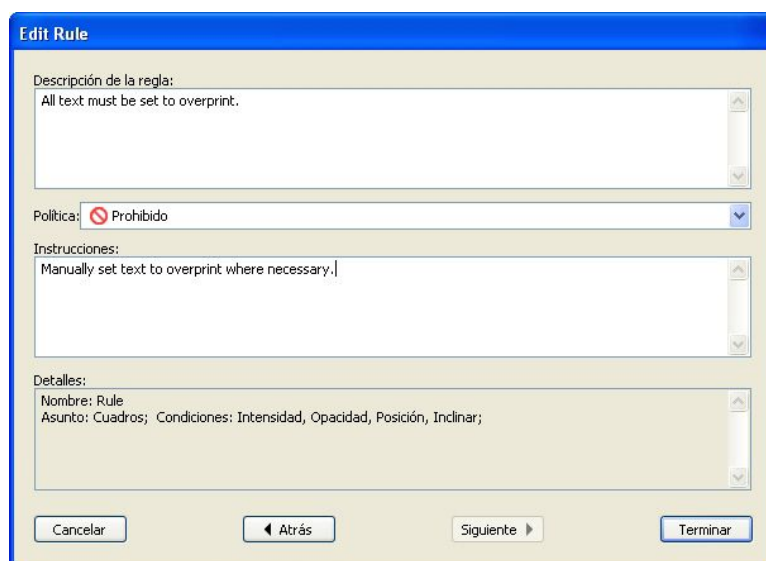 Edit Rule
Descripción de la regla:
All text must be set to overprint.
Política: Prohibido
Instrucciones:
Manually set text to overprint where necessary.
Detalles:
Nombre: Rule
Asunto: Cuadros;  Condiciones: Intensidad, Opacidad, Posición, Inclinar;
Cancelar Atrás Siguiente Terminar